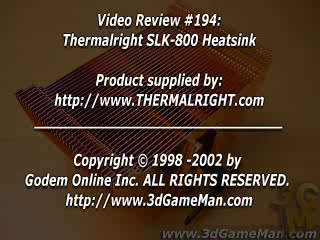 Video Review #194:
Thermalright SLK-800 Heatsink
Product supplied by:
http://www.THERMALRIGHT.com
Copyright © 1998 -2002 by
Godem Online Inc. ALL RIGHTS RESERVED.
http://www.3dGameMan.com
www.3dGameMan.com